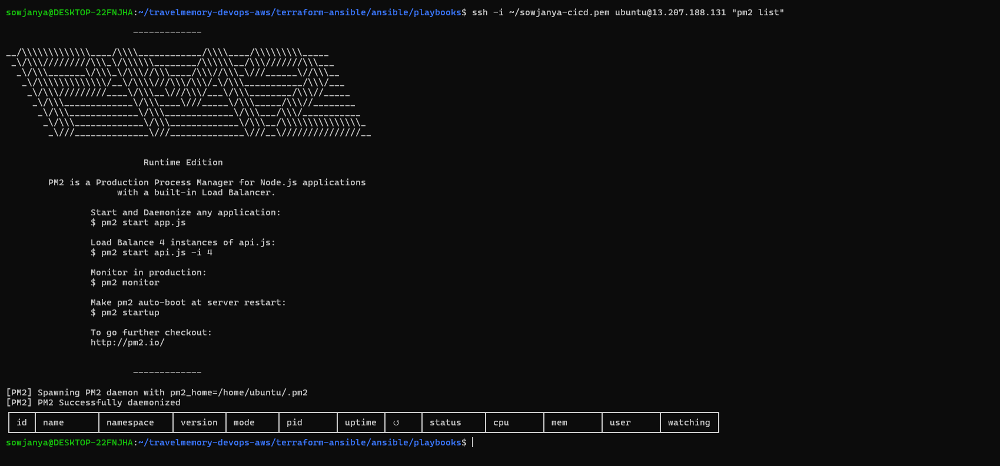 sowjanya@DESKTOP-22FNJHA:~/travelmemory-devops-aws/terraform-ansible/ansible/playbooks$ ssh -i ~/sowjanya-cicd.pem ubuntu@13.207.188.131 "pm2 list"
-------------
__/\\\\\\\\\\\\\____/\\\\____________/\\\\____/\\\\\\\\\_____
_\/\\\/////////\\\_\/\\\\\\________/\\\\\\__/\\\///////\\\___
_\/\\\_______\/\\\_\/\\\//\\\____/\\\//\\\_\///______\//\\\__
_\/\\\\\\\\\\\\\/__\/\\\\///\\\/\\\/_\/\\\___________/\\\/___
_\/\\\/////////____\/\\\__\///\\\/___\/\\\________/\\\//_____
_\/\\\_____________\/\\\____\///_____\/\\\_____/\\\//________
_\/\\\_____________\/\\\_____________\/\\\___/\\\/___________
_\/\\\_____________\/\\\_____________\/\\\__/\\\\\\\\\\\\\\\_
_\///______________\///______________\///__\///////////////__
Runtime Edition
PM2 is a Production Process Manager for Node.js applications
with a built-in Load Balancer.
Start and Daemonize any application:
$ pm2 start app.js
Load Balance 4 instances of api.js:
$ pm2 start api.js -i 4
Monitor in production:
$ pm2 monitor
Make pm2 auto-boot at server restart:
$ pm2 startup
To go further checkout:
http://pm2.io/
-------------
[PM2] Spawning PM2 daemon with pm2_home=/home/ubuntu/.pm2
[PM2] PM2 Successfully daemonized
id name namespace version mode pid uptime ↺ status cpu mem user watching
sowjanya@DESKTOP-22FNJHA:~/travelmemory-devops-aws/terraform-ansible/ansible/playbooks$